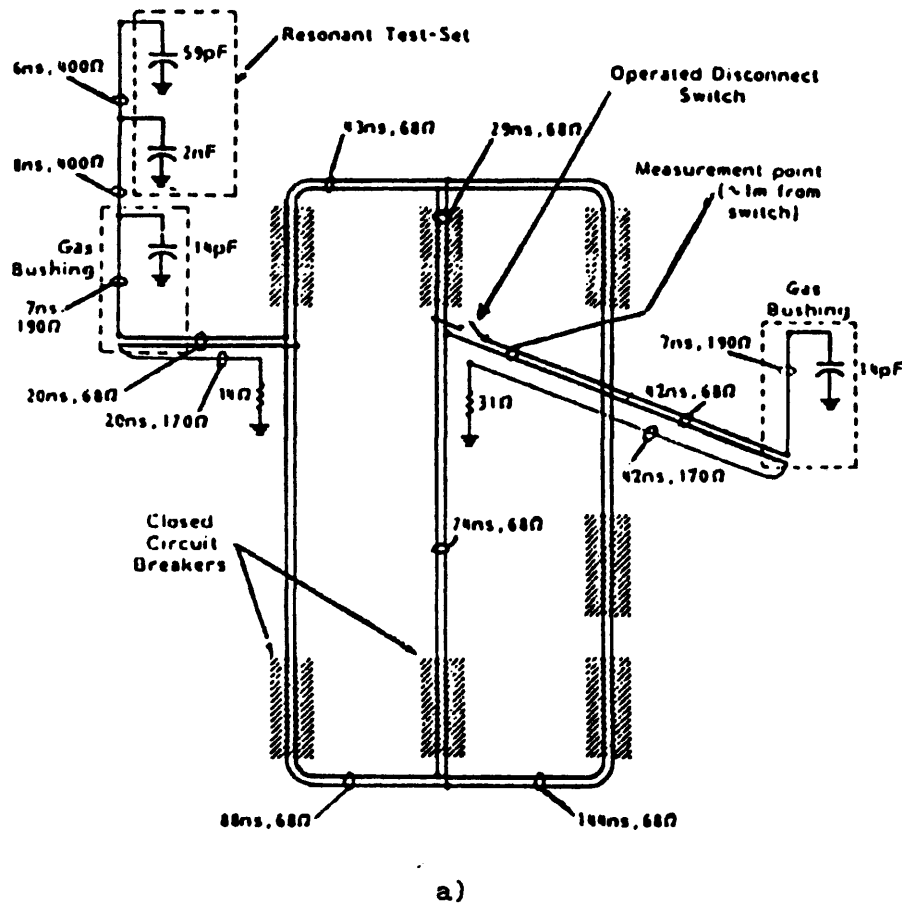 59pF
Resonant Test-Set
6ns, 400Ω
2nF
8ns, 400Ω
Gas
Bushing
14pF
7ns
190Ω
20ns, 68Ω
20ns, 170Ω
14Ω
43ns, 68Ω
29ns, 68Ω
Operated Disconnect
Switch
Measurement point
(~1m from
switch)
Gas
Bushing
7ns, 190Ω
14pF
42ns, 68Ω
31Ω
42ns, 170Ω
Closed
Circuit
Breakers
74ns, 68Ω
88ns, 68Ω
144ns, 68Ω
a)